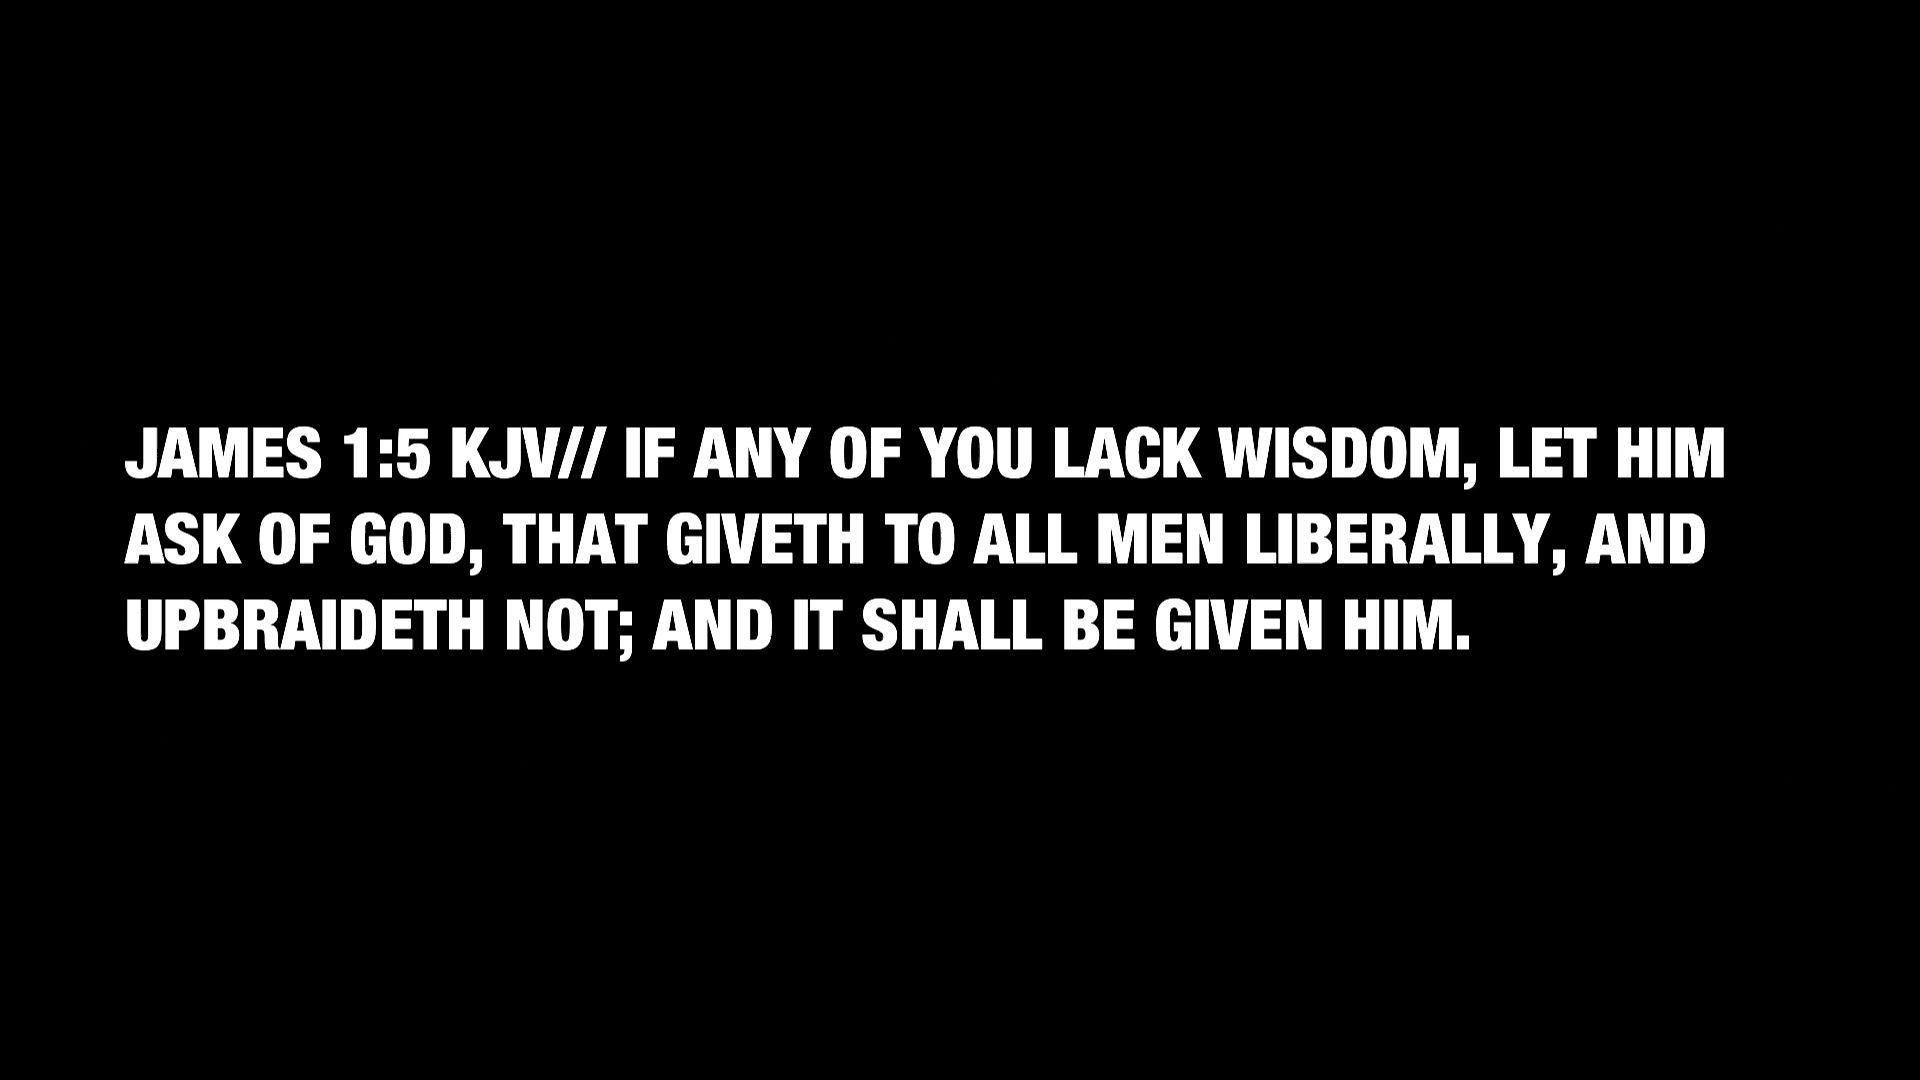 JAMES 1:5 KJV// IF ANY OF YOU LACK WISDOM, LET HIM
ASK OF GOD, THAT GIVETH TO ALL MEN LIBERALLY, AND
UPBRAIDETH NOT; AND IT SHALL BE GIVEN HIM.